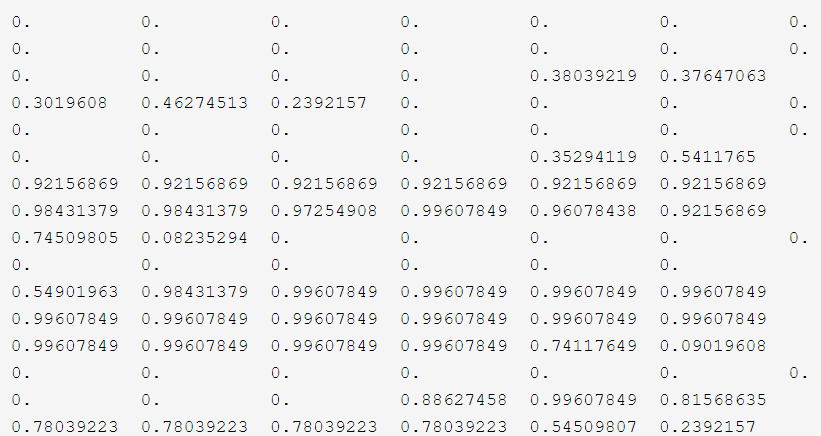 0. 0. 0. 0. 0. 0. 0.
0. 0. 0. 0. 0. 0. 0.
0. 0. 0. 0. 0.38039219 0.37647063
0.3019608 0.46274513 0.2392157 0. 0. 0. 0.
0. 0. 0. 0. 0. 0. 0.
0. 0. 0. 0. 0.35294119 0.5411765
0.92156869 0.92156869 0.92156869 0.92156869 0.92156869 0.92156869
0.98431379 0.98431379 0.97254908 0.99607849 0.96078438 0.92156869
0.74509805 0.08235294 0. 0. 0. 0. 0.
0. 0. 0. 0. 0. 0.
0.54901963 0.98431379 0.99607849 0.99607849 0.99607849 0.99607849
0.99607849 0.99607849 0.99607849 0.99607849 0.99607849 0.99607849
0.99607849 0.99607849 0.99607849 0.99607849 0.74117649 0.09019608
0. 0. 0. 0. 0. 0. 0.
0. 0. 0. 0.88627458 0.99607849 0.81568635
0.78039223 0.78039223 0.78039223 0.78039223 0.54509807 0.2392157